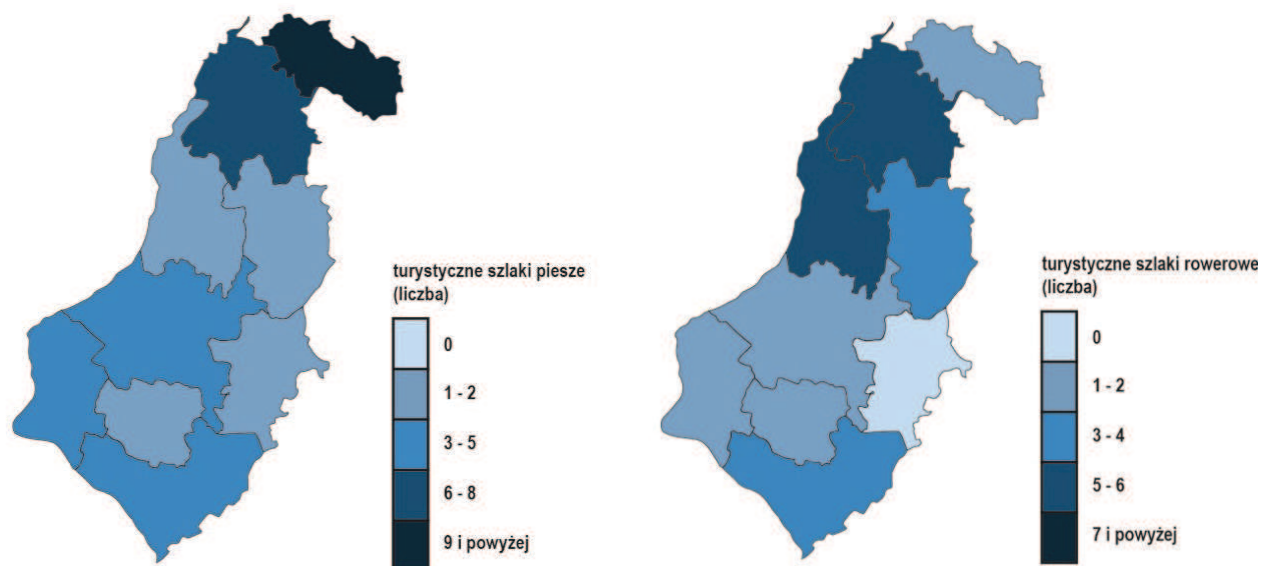 turystyczne szlaki piesze
(liczba)
0
1 - 2
3 - 5
6 - 8
9 i powyżej
turystyczne szlaki rowerowe
(liczba)
0
1 - 2
3 - 4
5 - 6
7 i powyżej